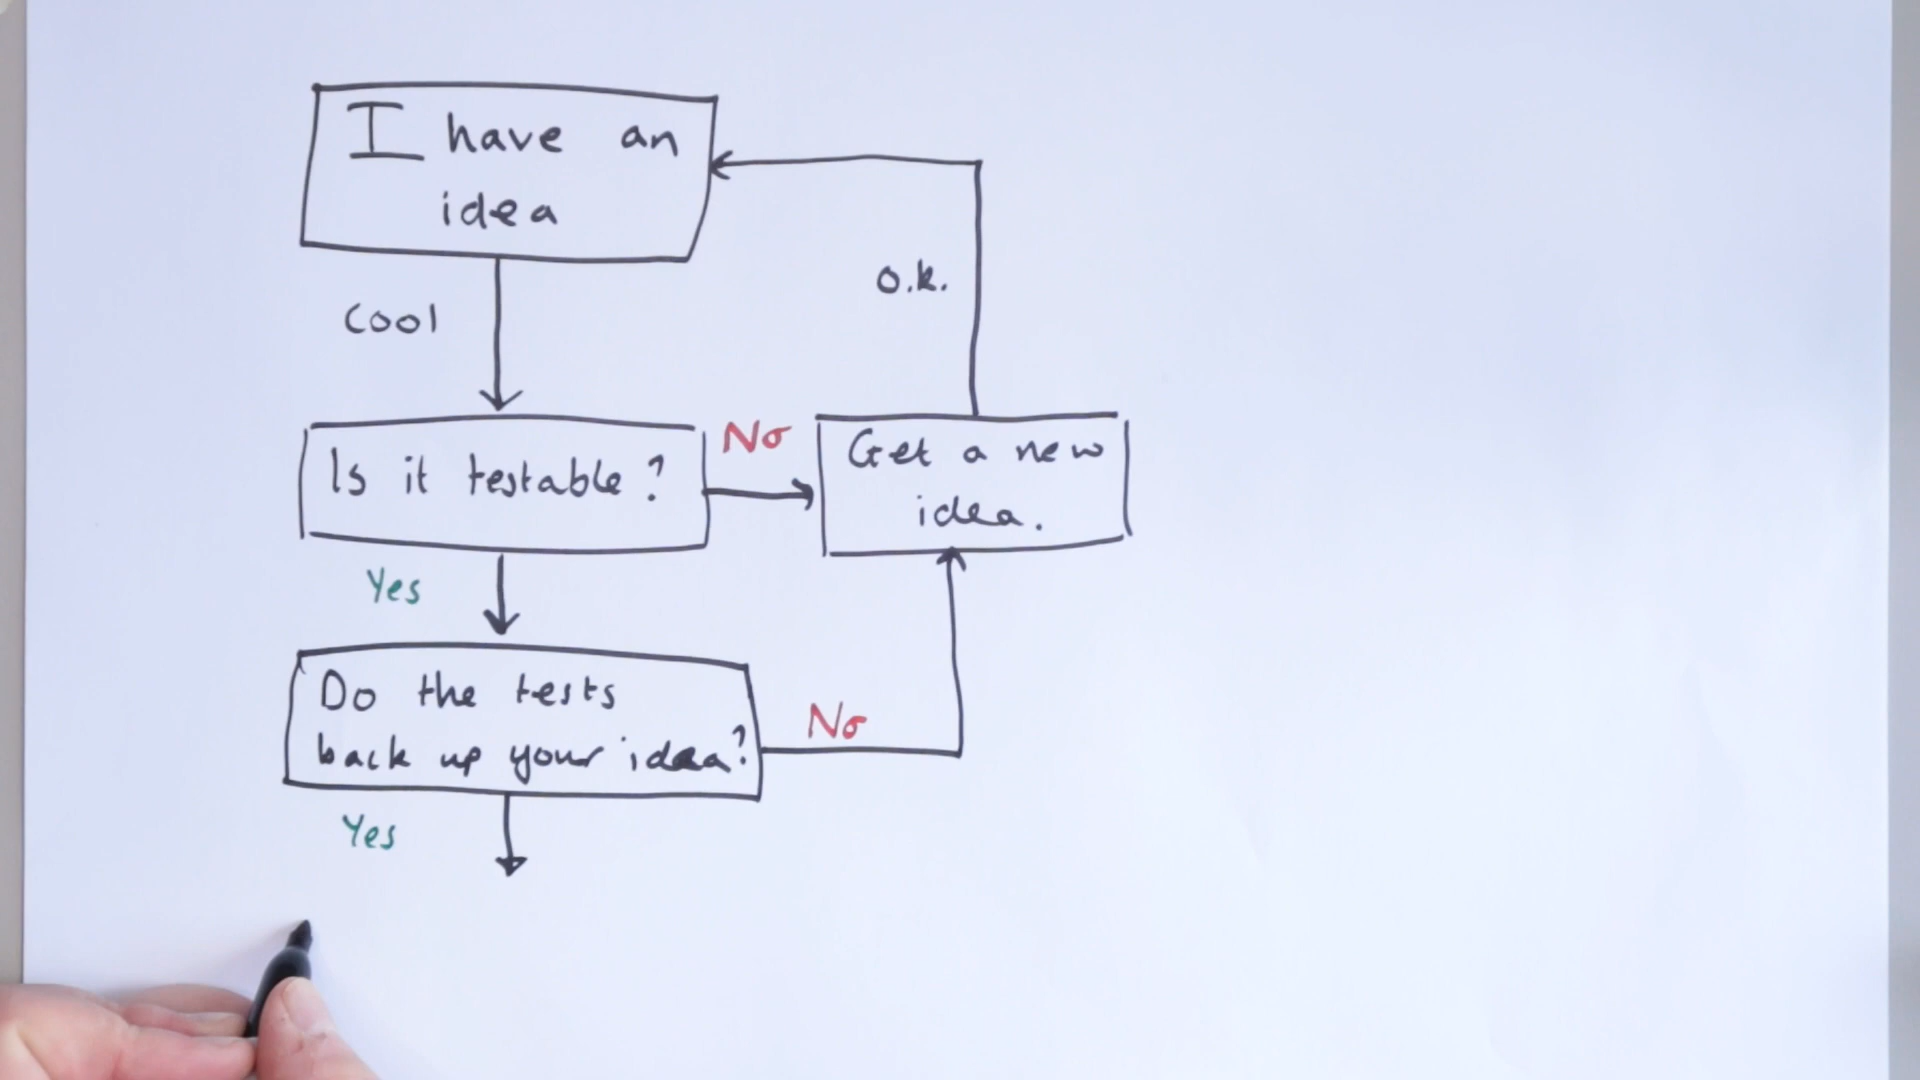 I have an
idea
Cool
o.k.
Is it testable?
No
Get a new
idea.
Yes
Do the tests
back up your idea?
No
Yes